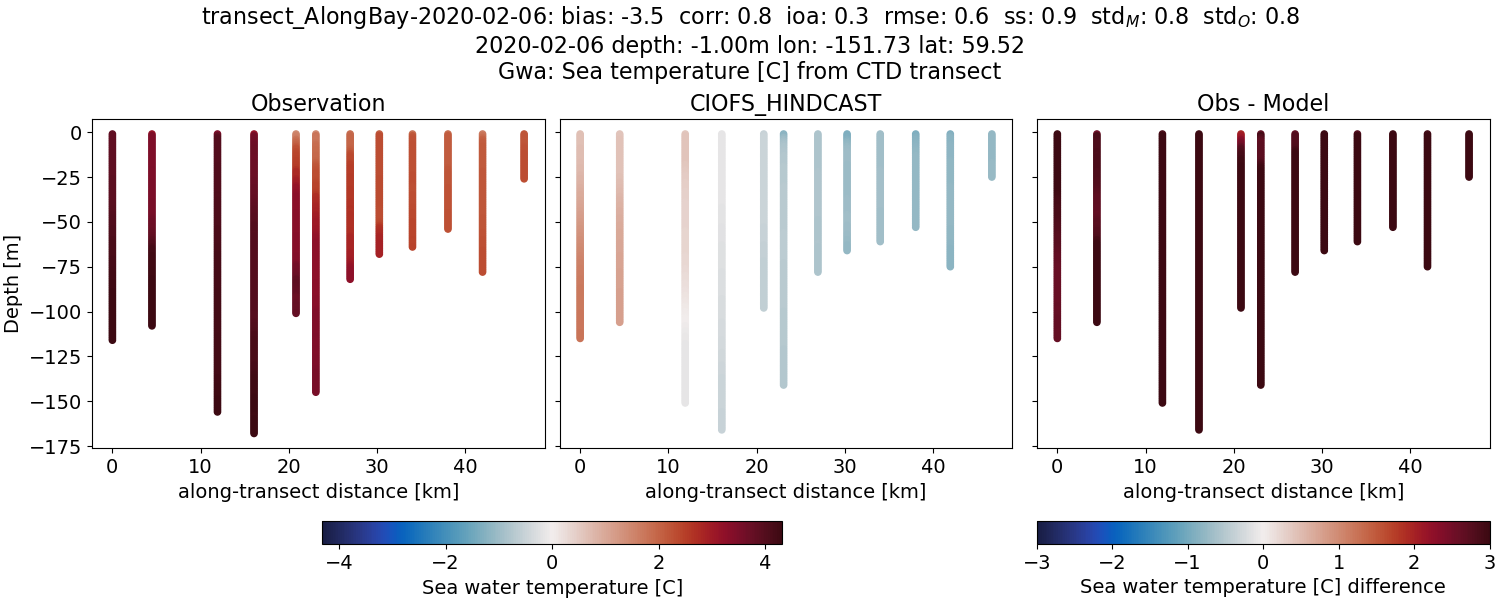 transect_AlongBay-2020-02-06: bias: -3.5 corr: 0.8 ioa: 0.3 rmse: 0.6 ss: 0.9 std_M: 0.8 std_O: 0.8
2020-02-06 depth: -1.00m lon: -151.73 lat: 59.52
Gwa: Sea temperature [C] from CTD transect
Observation CIOFS_HINDCAST Obs - Model
Depth [m]
0
−25
−50
−75
−100
−125
−150
−175
0 10 20 30 40
0 10 20 30 40
0 10 20 30 40
along-transect distance [km] along-transect distance [km] along-transect distance [km]
−4 −2 0 2 4
−3 −2 −1 0 1 2 3
Sea water temperature [C]
Sea water temperature [C] difference